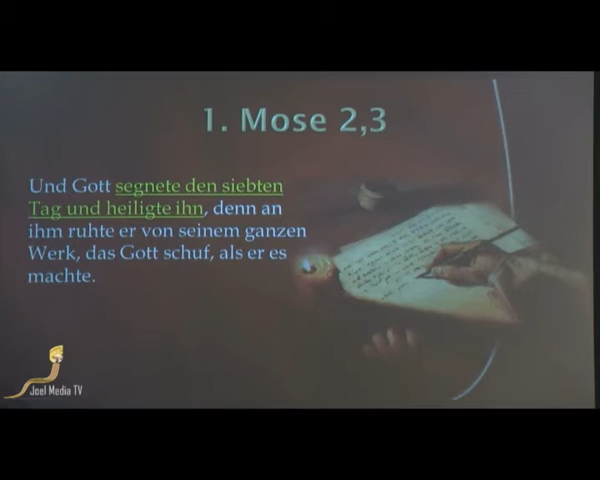 1. Mose 2,3
Und Gott segnete den siebten
Tag und heiligte ihn, denn an
ihm ruhte er von seinem ganzen
Werk, das Gott schuf, als er es
machte.
Joel Media TV